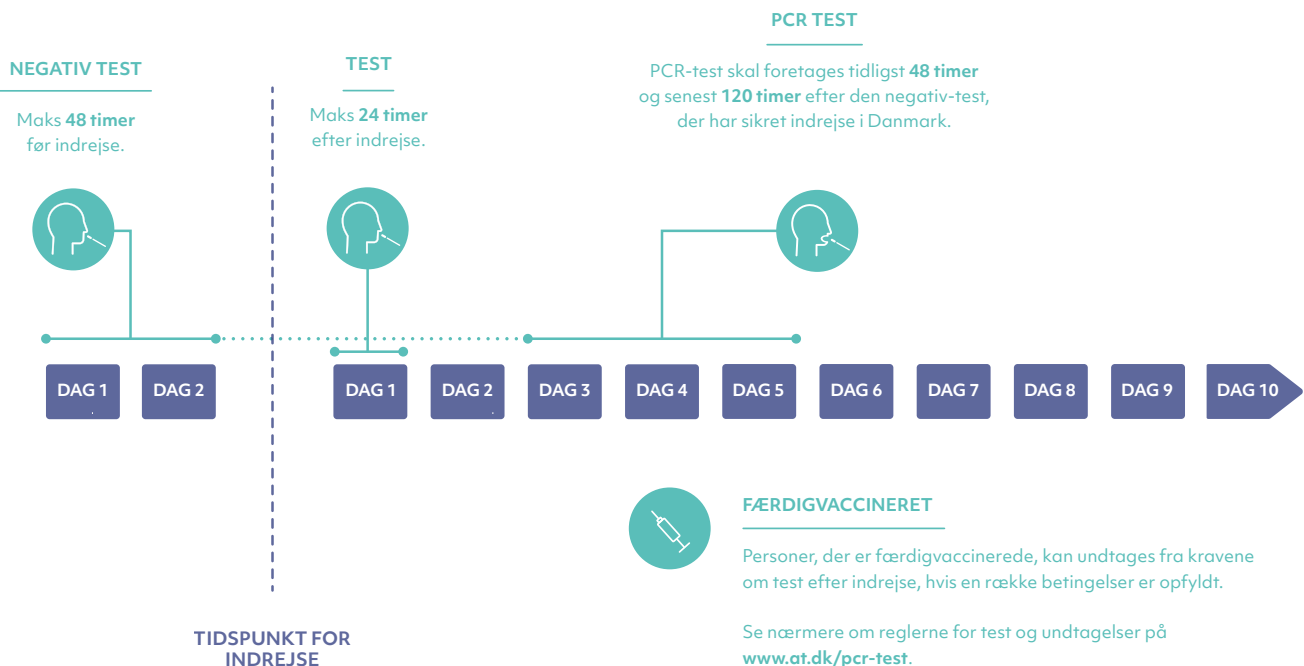 NEGATIV TEST
Maks 48 timer
før indrejse.
TEST
Maks 24 timer
efter indrejse.
PCR TEST
PCR-test skal foretages tidligst 48 timer
og senest 120 timer efter den negativ-test,
der har sikret indrejse i Danmark.
DAG 1
DAG 2
DAG 1
DAG 2
DAG 3
DAG 4
DAG 5
DAG 6
DAG 7
DAG 8
DAG 9
DAG 10
TIDSPUNKT FOR
INDREJSE
FÆRDIGVACCINERET
Personer, der er færdigvaccinerede, kan undtages fra kravene
om test efter indrejse, hvis en række betingelser er opfyldt.
Se nærmere om reglerne for test og undtagelser på
www.at.dk/pcr-test.